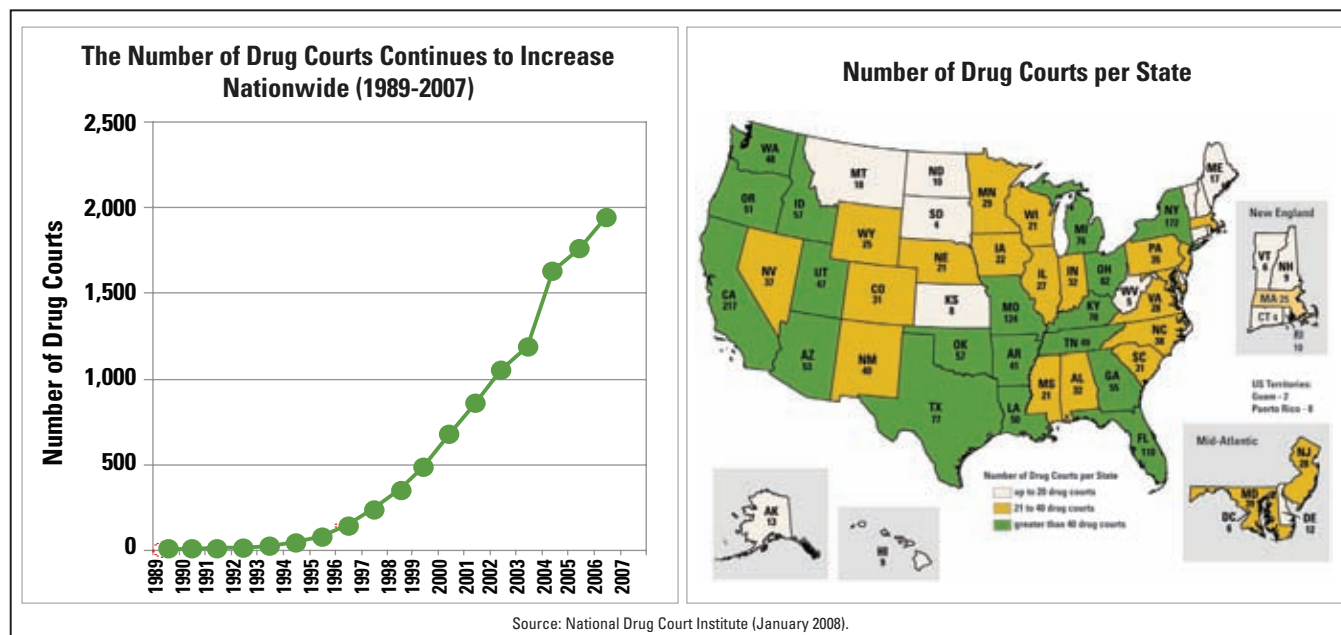 The Number of Drug Courts Continues to Increase
Nationwide (1989-2007)
2,500
2,000
1,500
1,000
500
0
Number of Drug Courts
1989
1990
1991
1992
1993
1994
1995
1996
1997
1998
1999
2000
2001
2002
2003
2004
2005
2006
2007
Number of Drug Courts per State
WA
48
OR
51
ID
57
MT
18
ND
10
SD
4
MN
29
WI
21
MI
76
NY
172
ME
17
WY
25
NE
21
IA
22
PA
35
NV
37
UT
47
CO
31
KS
8
MO
124
IL
27
IN
32
OH
62
WV
5
VA
28
KY
78
CA
217
AZ
53
NM
40
OK
57
AR
41
TN 49
NC
38
SC
21
MS
21
AL
32
GA
55
TX
77
LA
50
FL
110
New England
VT
6
NH
9
MA 25
CT
RI
10
US Territories:
Guam - 2
Puerto Rico - 8
Mid-Atlantic
NJ
MD
DC
6
DE
12
AK
13
HI
9
Number of Drug Courts per State
up to 20 drug courts
21 to 40 drug courts
greater than 40 drug courts
Source: National Drug Court Institute (January 2008).